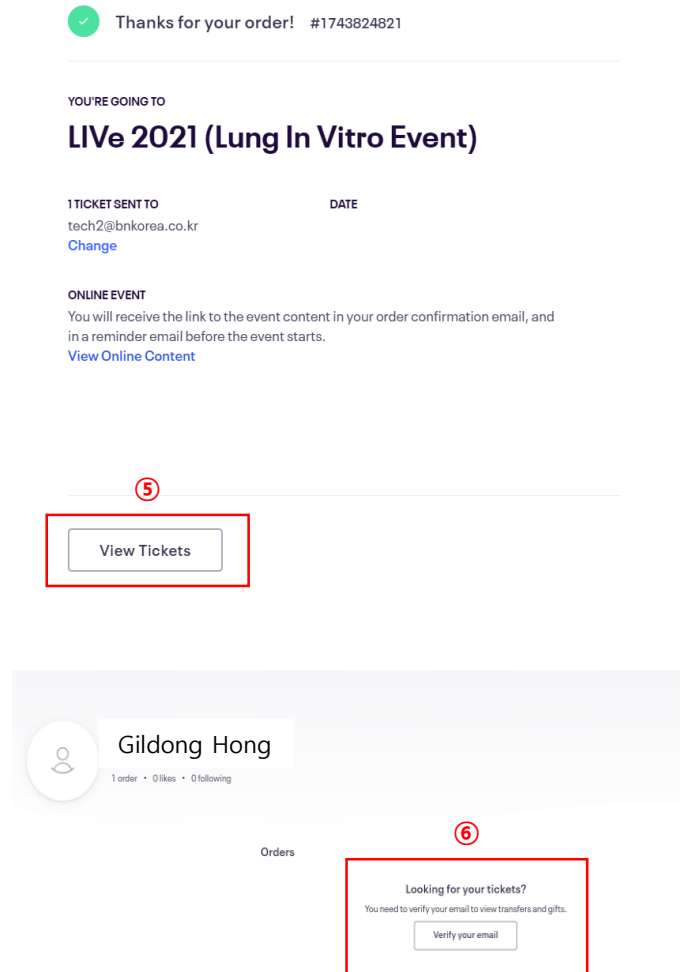 Thanks for your order! #1743824821
YOU'RE GOING TO
LIVe 2021 (Lung In Vitro Event)
1 TICKET SENT TO
DATE
tech2@bnkorea.co.kr
Change
ONLINE EVENT
You will receive the link to the event content in your order confirmation email, and
in a reminder email before the event starts.
View Online Content
⑤
View Tickets
Gildong Hong
1 order • 0 likes • 0 following
⑥
Orders
Looking for your tickets?
You need to verify your email to view transfers and gifts.
Verify your email